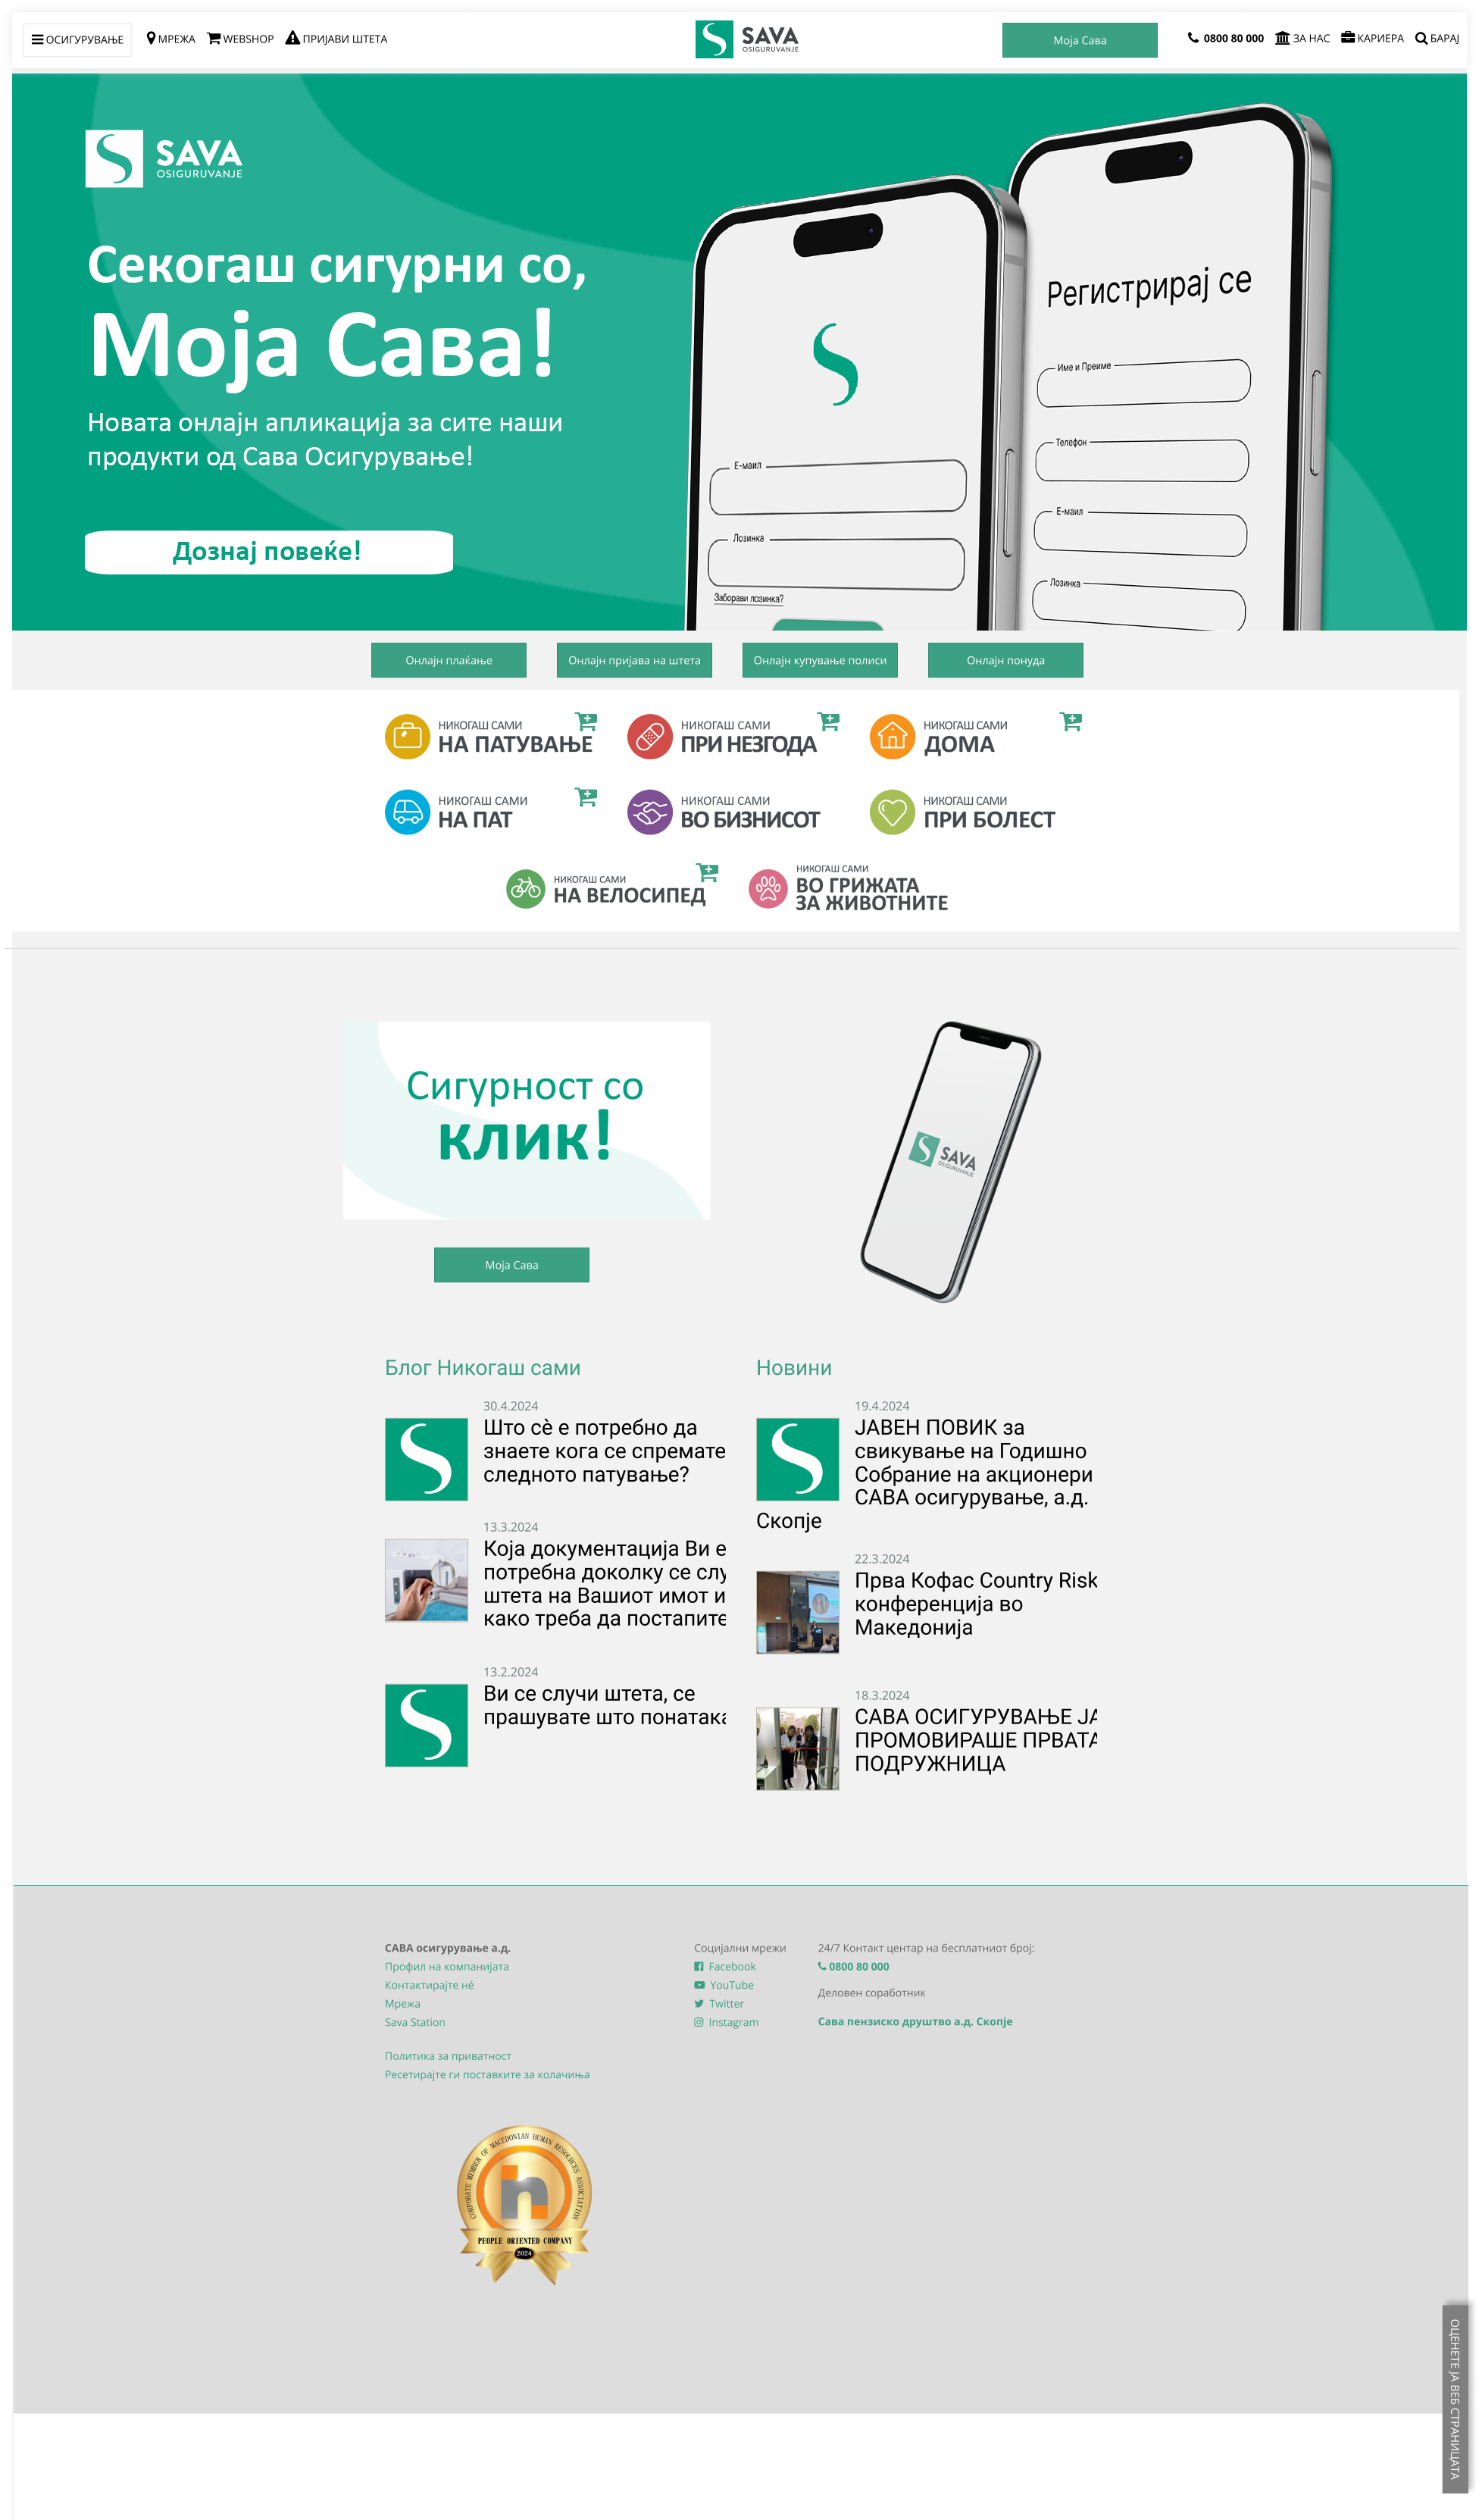 ОСИГУРУВАЊЕ
МРЕЖА
WEBSHOP
ПРИЈАВИ ШТЕТА
SAVA
OSIGURUVANJE
Моја Сава
0800 80 000
ЗА НАС
КАРИЕРА
БАРАЈ
SAVA
OSIGURUVANJE
Секогаш сигурни со,
Моја Сава!
Новата онлајн апликација за сите наши
продукти од Сава Осигурување!
Дознај повеќе!
Е-маил
Лозинка
Заборави лозинка?
Регистрирај се
Име и Преиме
Телефон
Е-маил
Лозинка
Онлајн плаќање
Онлајн пријава на штета
Онлајн купување полиси
Онлајн понуда
НИКОГАШ САМИ
НА ПАТУВАЊЕ
НИКОГАШ САМИ
ПРИ НЕЗГОДА
НИКОГАШ САМИ
ДОМА
НИКОГАШ САМИ
НА ПАТ
НИКОГАШ САМИ
ВО БИЗНИСОТ
НИКОГАШ САМИ
ПРИ БОЛЕСТ
НИКОГАШ САМИ
НА ВЕЛОСИПЕД
НИКОГАШ САМИ
ВО ГРИЖАТА
ЗА ЖИВОТНИТЕ
Сигурност со
клик!
Моја Сава
SAVA
OSIGURUVANJE
Блог Никогаш сами
30.4.2024
Што сè е потребно да
знаете кога се спремате
следното патување?
13.3.2024
Која документација Ви е
потребна доколку се слу
штета на Вашиот имот и
како треба да постапите
13.2.2024
Ви се случи штета, се
прашувате што понатака
Новини
19.4.2024
ЈАВЕН ПОВИК за
свикување на Годишно
Собрание на акционери
САВА осигурување, а.д.
Скопје
22.3.2024
Прва Кофас Country Risk
конференција во
Македонија
18.3.2024
САВА ОСИГУРУВАЊЕ ЈА
ПРОМОВИРАШЕ ПРВАТА
ПОДРУЖНИЦА
САВА осигурување а.д.
Профил на компанијата
Контактирајте нé
Мрежа
Sava Station
Политика за приватност
Ресетирајте ги поставките за колачиња
Социјални мрежи
Facebook
YouTube
Twitter
Instagram
24/7 Контакт центар на бесплатниот број:
0800 80 000
Деловен соработник
Сава пензиско друштво а.д. Скопје
CORPORATE MEMBER OF MACEDONIAN HUMAN RESOURCES ASSOCIATION
PEOPLE ORIENTED COMPANY
2024
ОЦЕНЕТЕ ЈА ВЕБ СТРАНИЦАТА